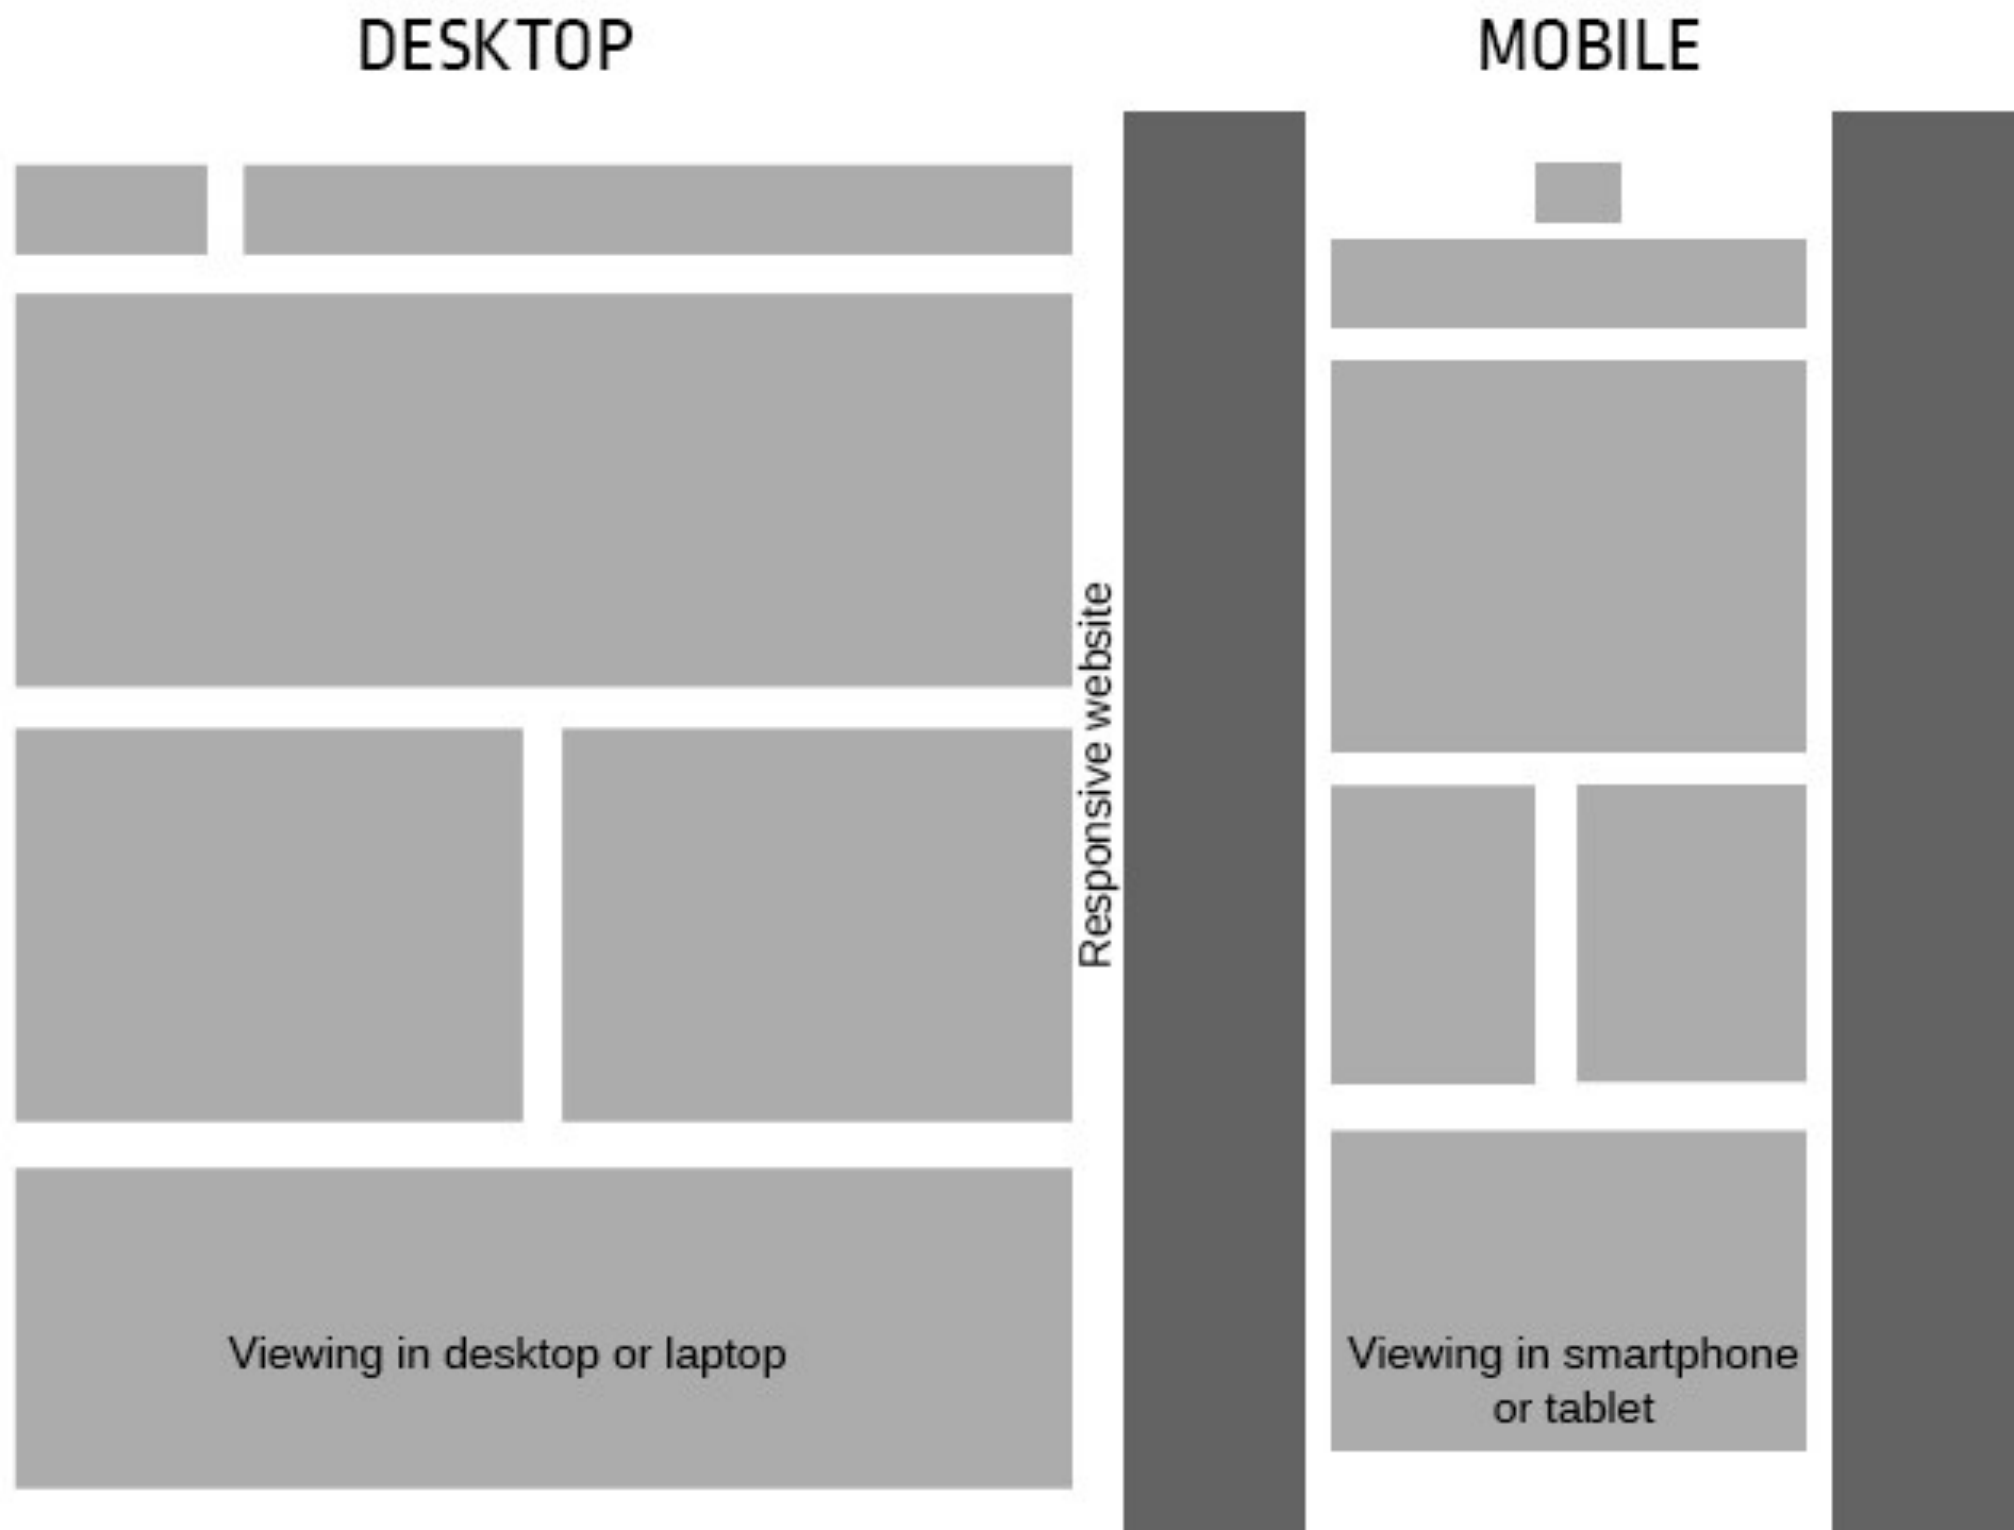 DESKTOP
MOBILE
Responsive website
Viewing in desktop or laptop
Viewing in smartphone
or tablet